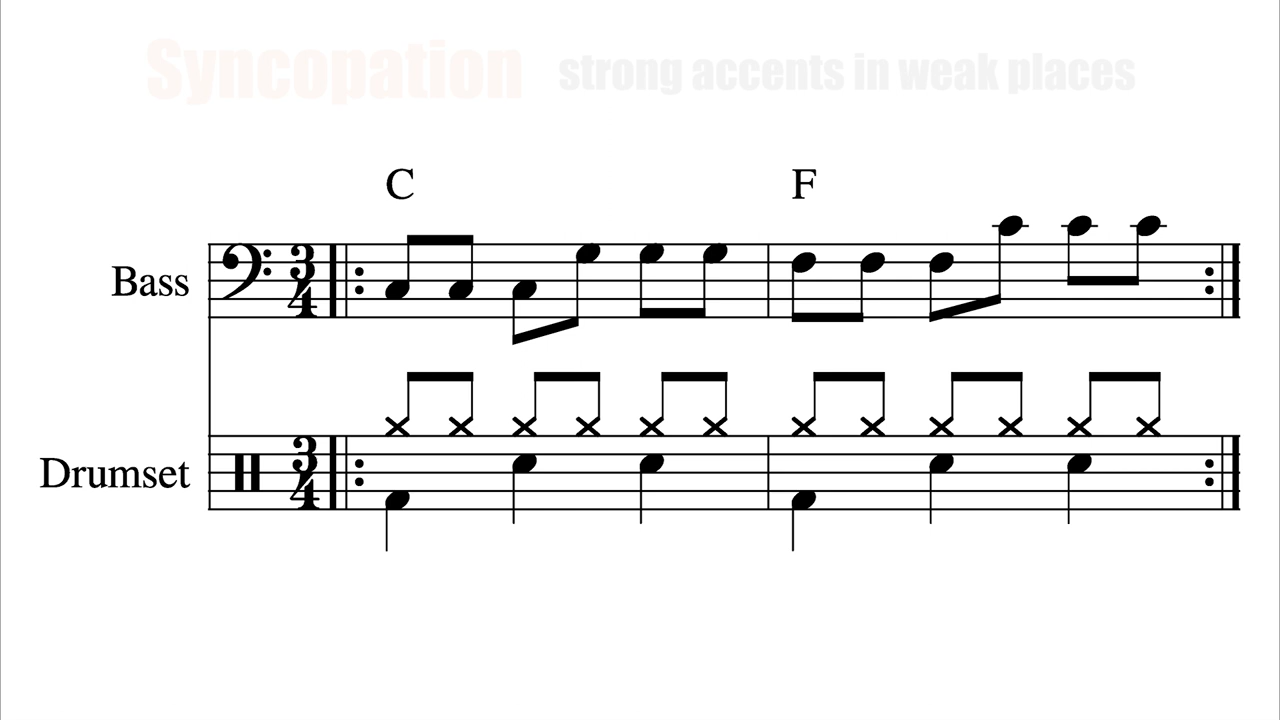 Syncopation strong accents in weak places
C F
Bass 3/4
Drumset 3/4